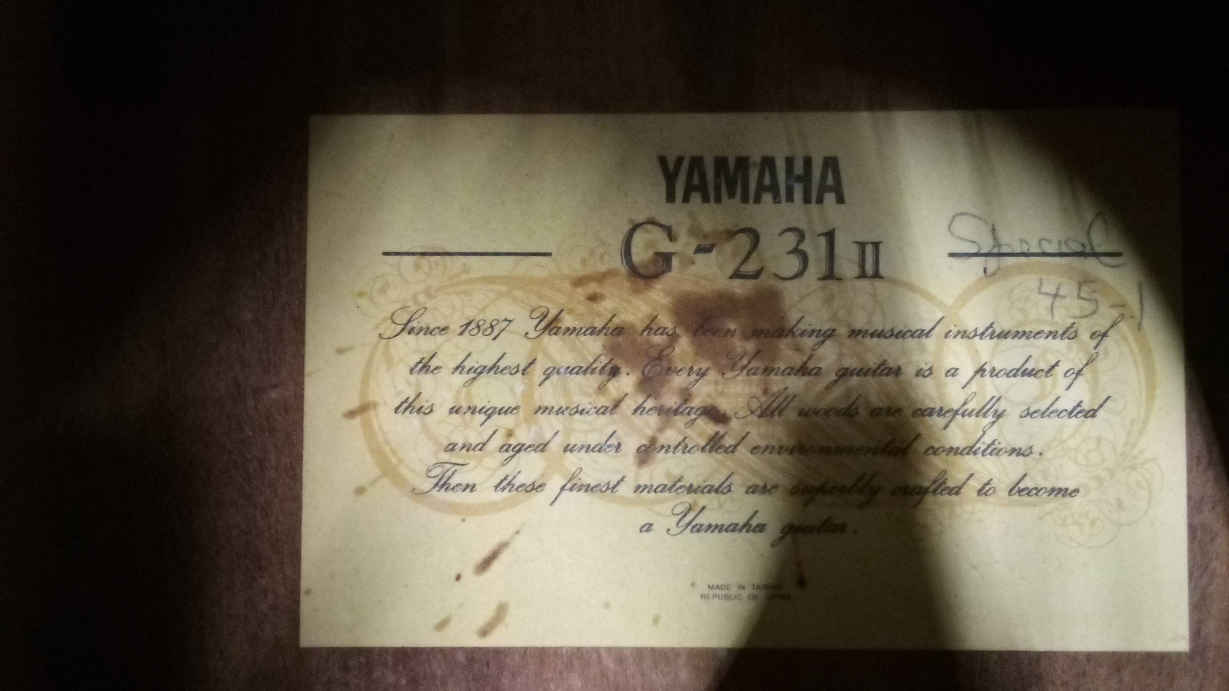 YAMAHA
G-231II
Special
45-1
Since 1887 Yamaha has been making musical instruments of
the highest quality. Every Yamaha guitar is a product of
this unique musical heritage. All woods are carefully selected
and aged under controlled environmental conditions.
Then these finest materials are superbly crafted to become
a Yamaha guitar.
MADE IN TAIWAN
REPUBLIC OF CHINA